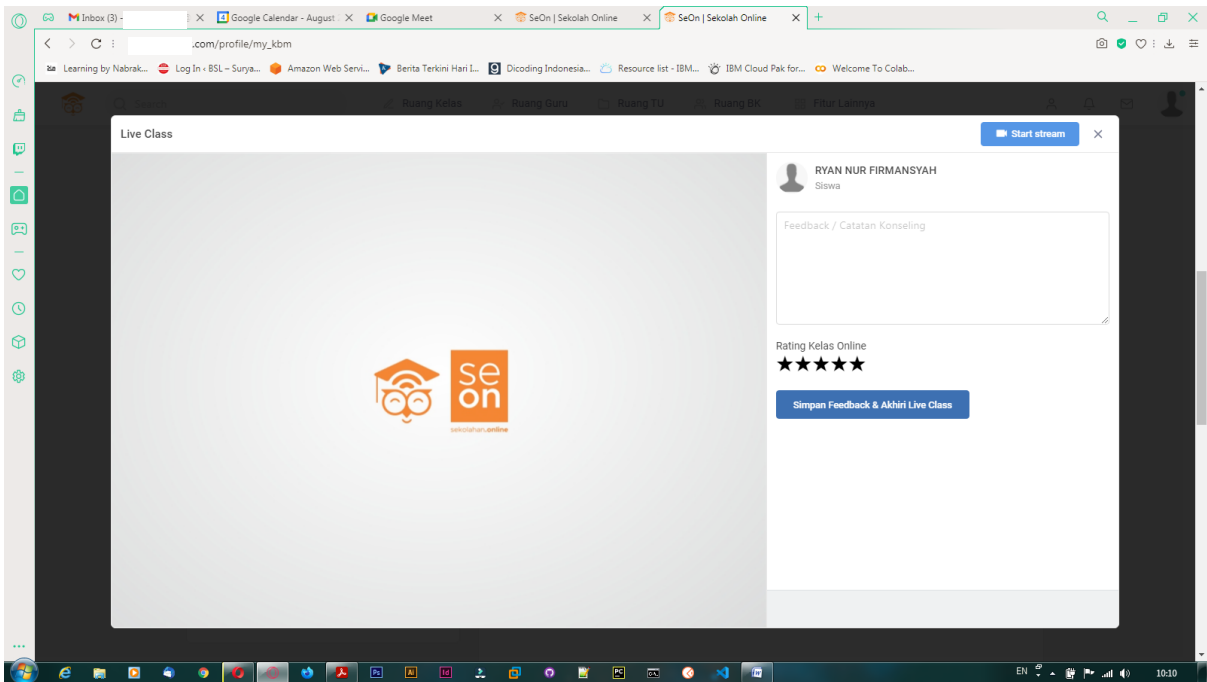 Inbox (3) -
Google Calendar - August
Google Meet
SeOn | Sekolah Online
SeOn | Sekolah Online
.com/profile/my_kbm
Learning by Nabrak...
Log In ‹ BSL – Surya...
Amazon Web Servi...
Berita Terkini Hari I...
Dicoding Indonesia...
Resource list - IBM...
IBM Cloud Pak for...
Welcome To Colab...
Search
Ruang Kelas
Ruang Guru
Ruang TU
Ruang BK
Fitur Lainnya
Live Class
Start stream
RYAN NUR FIRMANSYAH
Siswa
Feedback / Catatan Konseling
Rating Kelas Online
Simpan Feedback & Akhiri Live Class
se
on
sekolahan.online
EN
10:10